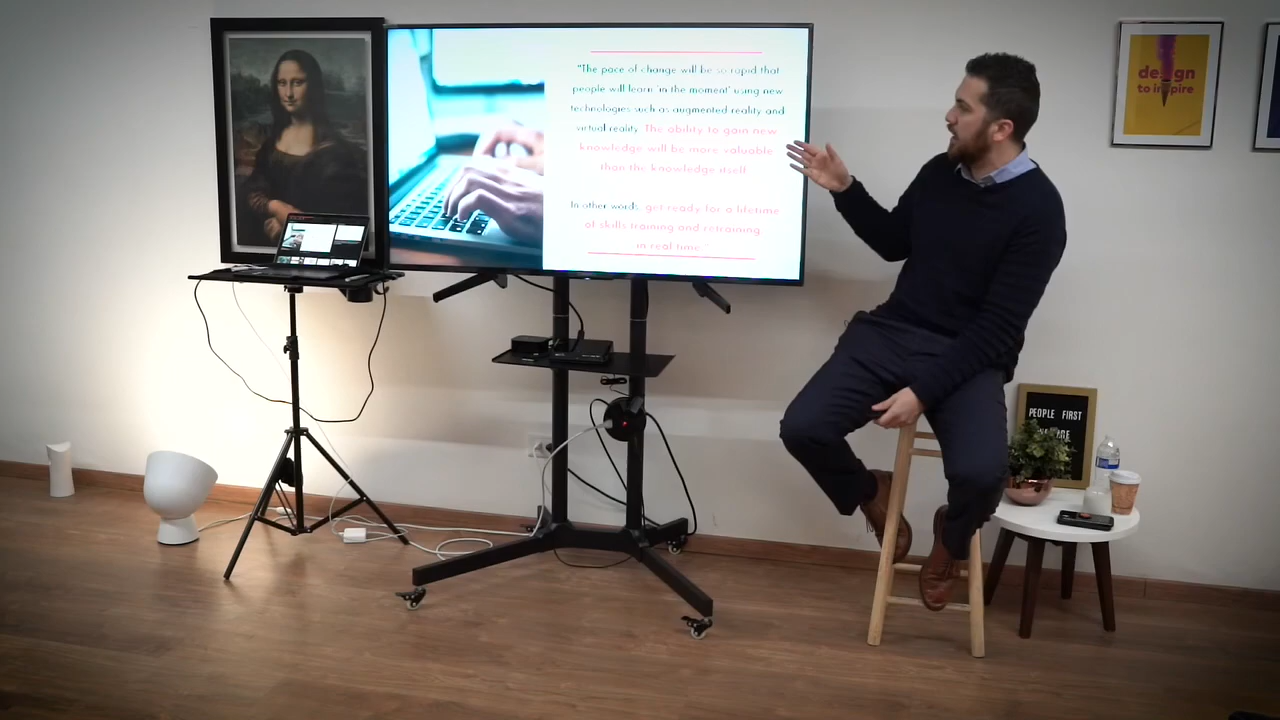 "The pace of change will be so rapid that
people will learn 'in the moment' using new
technologies such as augmented reality and
virtual reality. The ability to gain new
knowledge will be more valuable
than the knowledge itself.
In other words, get ready for a lifetime
of skills training and retraining
in real time."
design
to inspire
PEOPLE FIRST